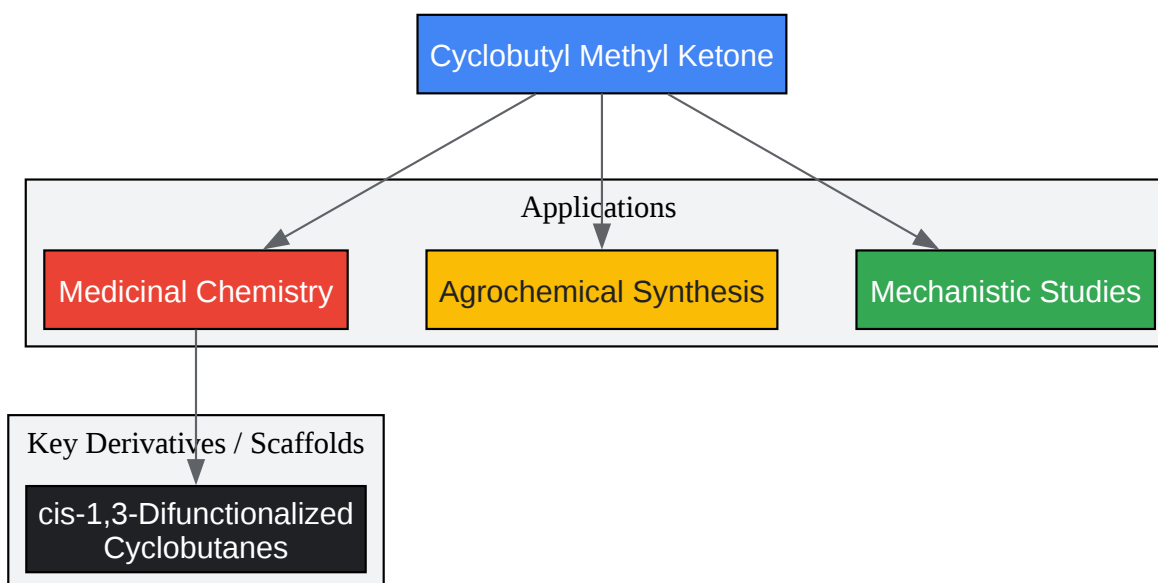 Cyclobutyl Methyl Ketone
Applications
Medicinal Chemistry
Agrochemical Synthesis
Mechanistic Studies
Key Derivatives / Scaffolds
cis-1,3-Difunctionalized
Cyclobutanes